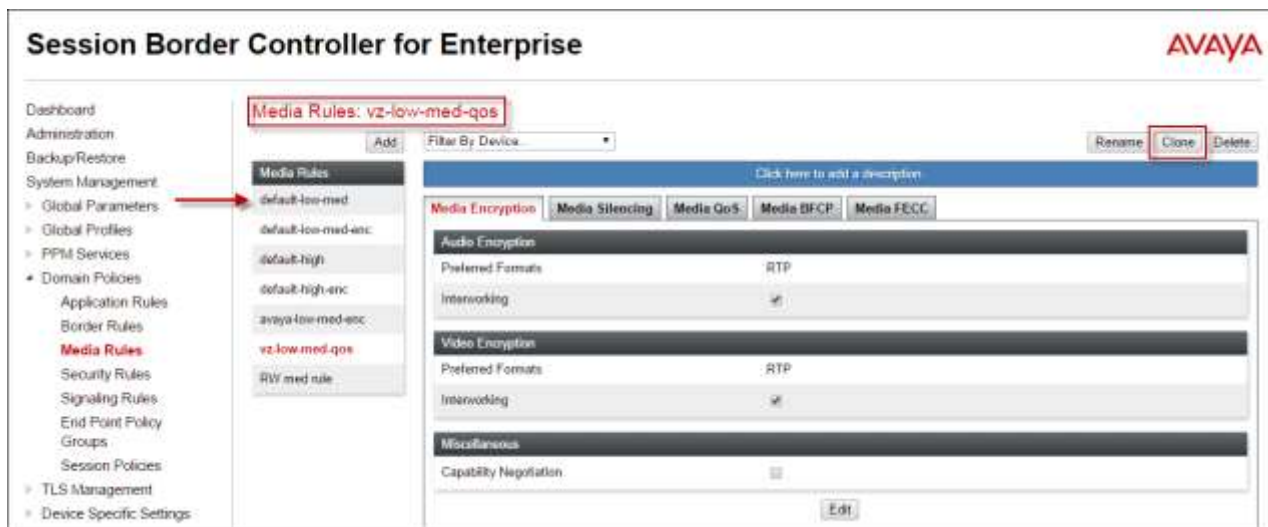 Session Border Controller for Enterprise
AVAYA
Dashboard
Administration
Backup/Restore
System Management
Global Parameters
Global Profiles
PPM Services
Domain Policies
Application Rules
Border Rules
Media Rules
Security Rules
Signaling Rules
End Point Policy
Groups
Session Policies
TLS Management
Device Specific Settings
Media Rules: vz-low-med-qos
Add
Filter By Device...
Rename Clone Delete
Media Rules
default-low-med
default-low-med-enc
default-high
default-high-enc
avaya-low-med-enc
vz-low-med-qos
RW med rule
Click here to add a description.
Media Encryption Media Silencing Media QoS Media BFCP Media FECC
Audio Encryption
Preferred Formats RTP
Interworking
Video Encryption
Preferred Formats RTP
Interworking
Miscellaneous
Capability Negotiation
Edit